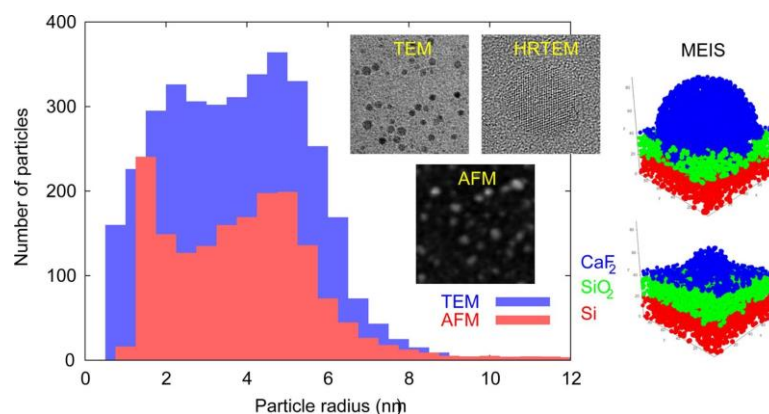 400
300
200
100
0
Number of particles
0 2 4 6 8 10 12
Particle radius (nm)
TEM
HRTEM
AFM
TEM
AFM
MEIS
CaF2
SiO2
Si